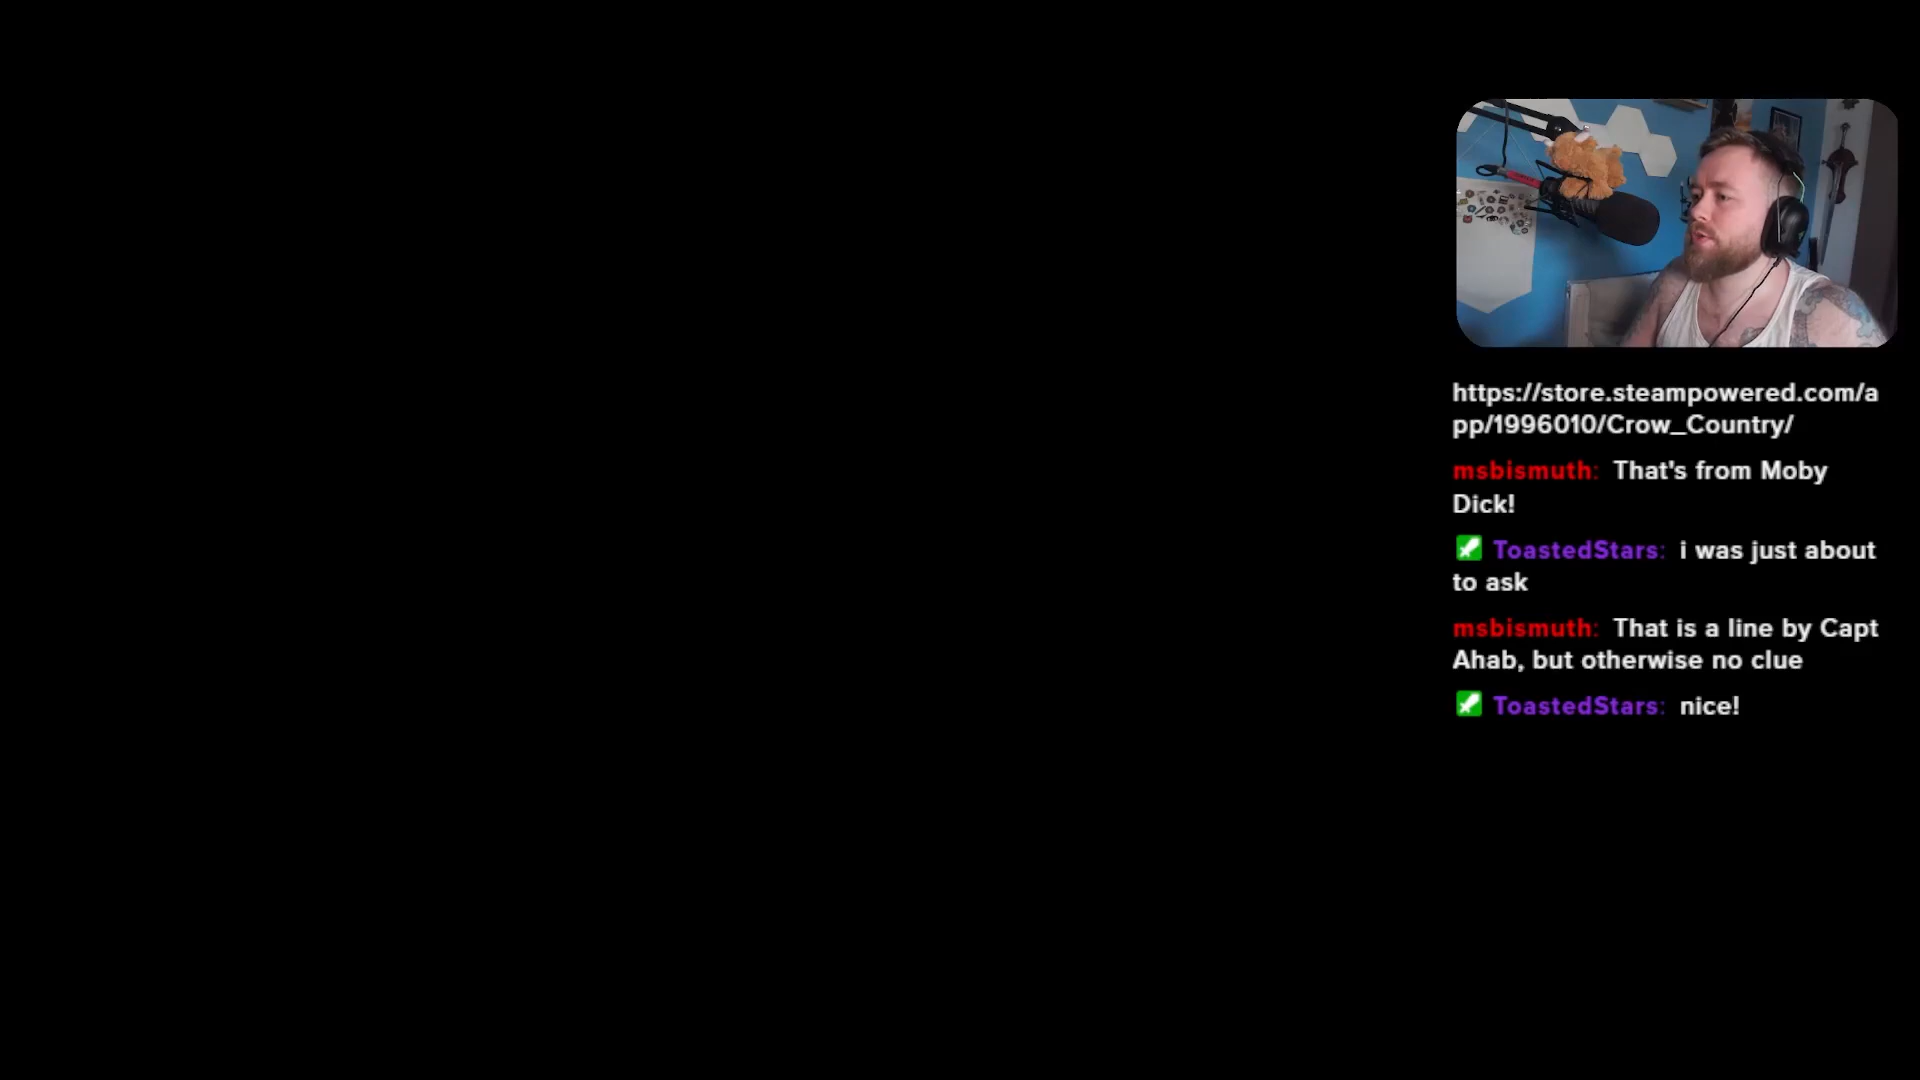 https://store.steampowered.com/a
pp/1996010/Crow_Country/
msbismuth: That's from Moby
Dick!
ToastedStars: i was just about
to ask
msbismuth: That is a line by Capt
Ahab, but otherwise no clue
ToastedStars: nice!